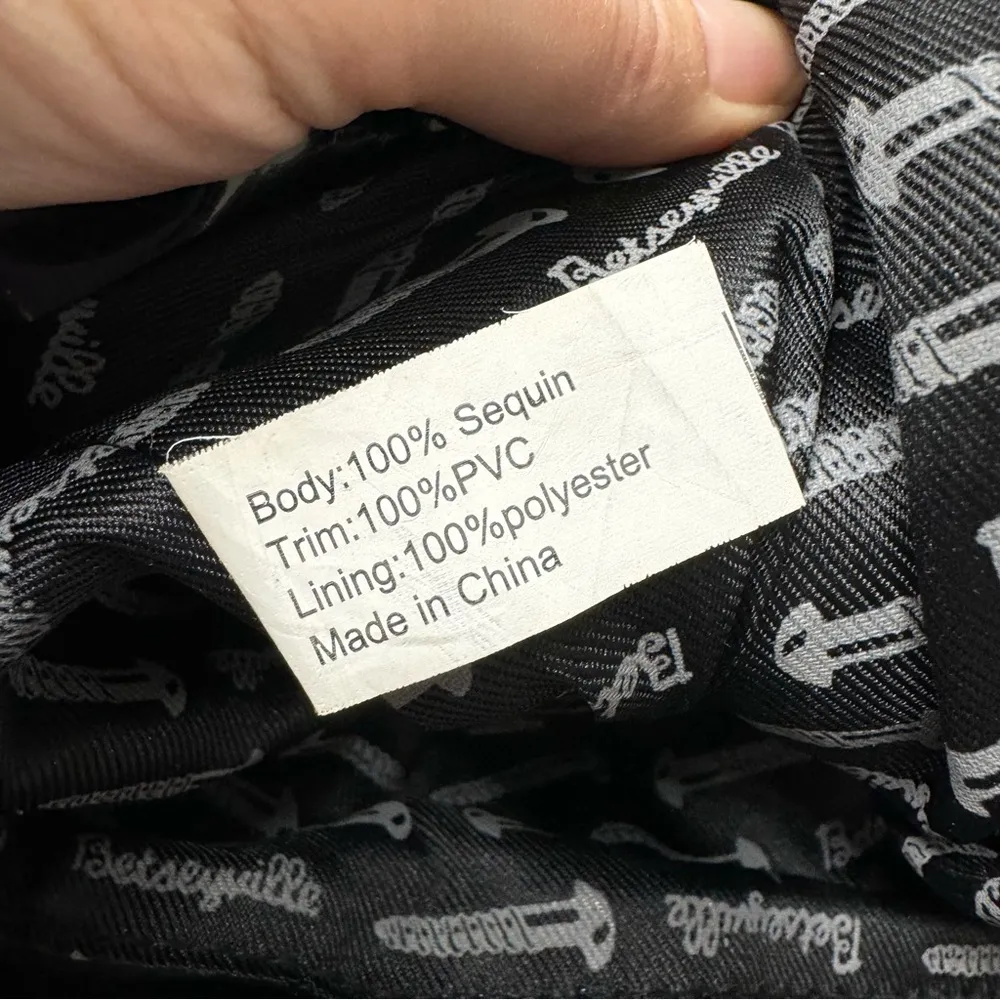 Betseyville
Body:100% Sequin
Trim:100%PVC
Lining:100%polyester
Made in China
Betseyville
Betseyville